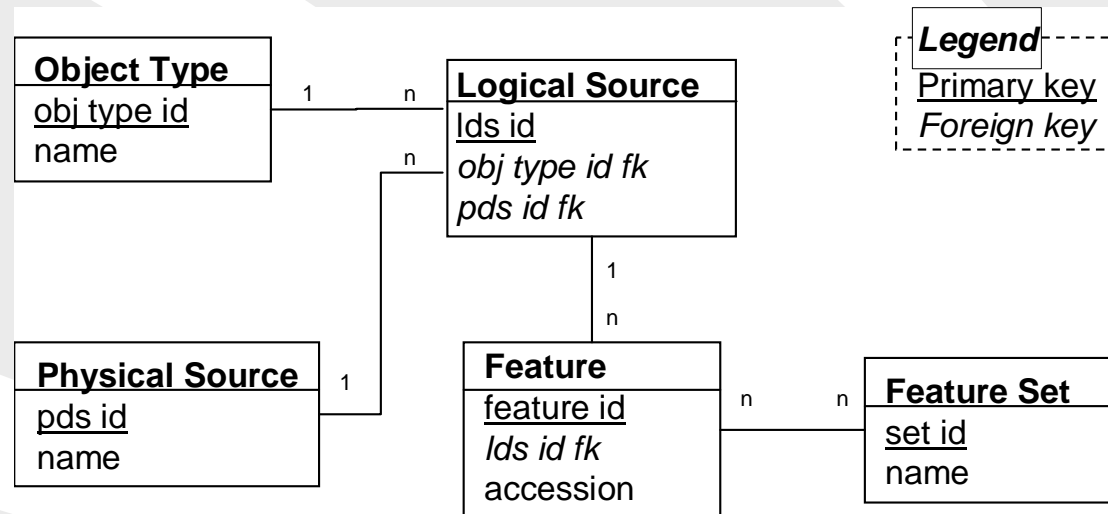 Object Type
obj type id
name
1
n
Logical Source
lds id
obj type id fk
pds id fk
n
Legend
Primary key
Foreign key
Physical Source
pds id
name
1
1
n
Feature
feature id
lds id fk
accession
n
n
Feature Set
set id
name